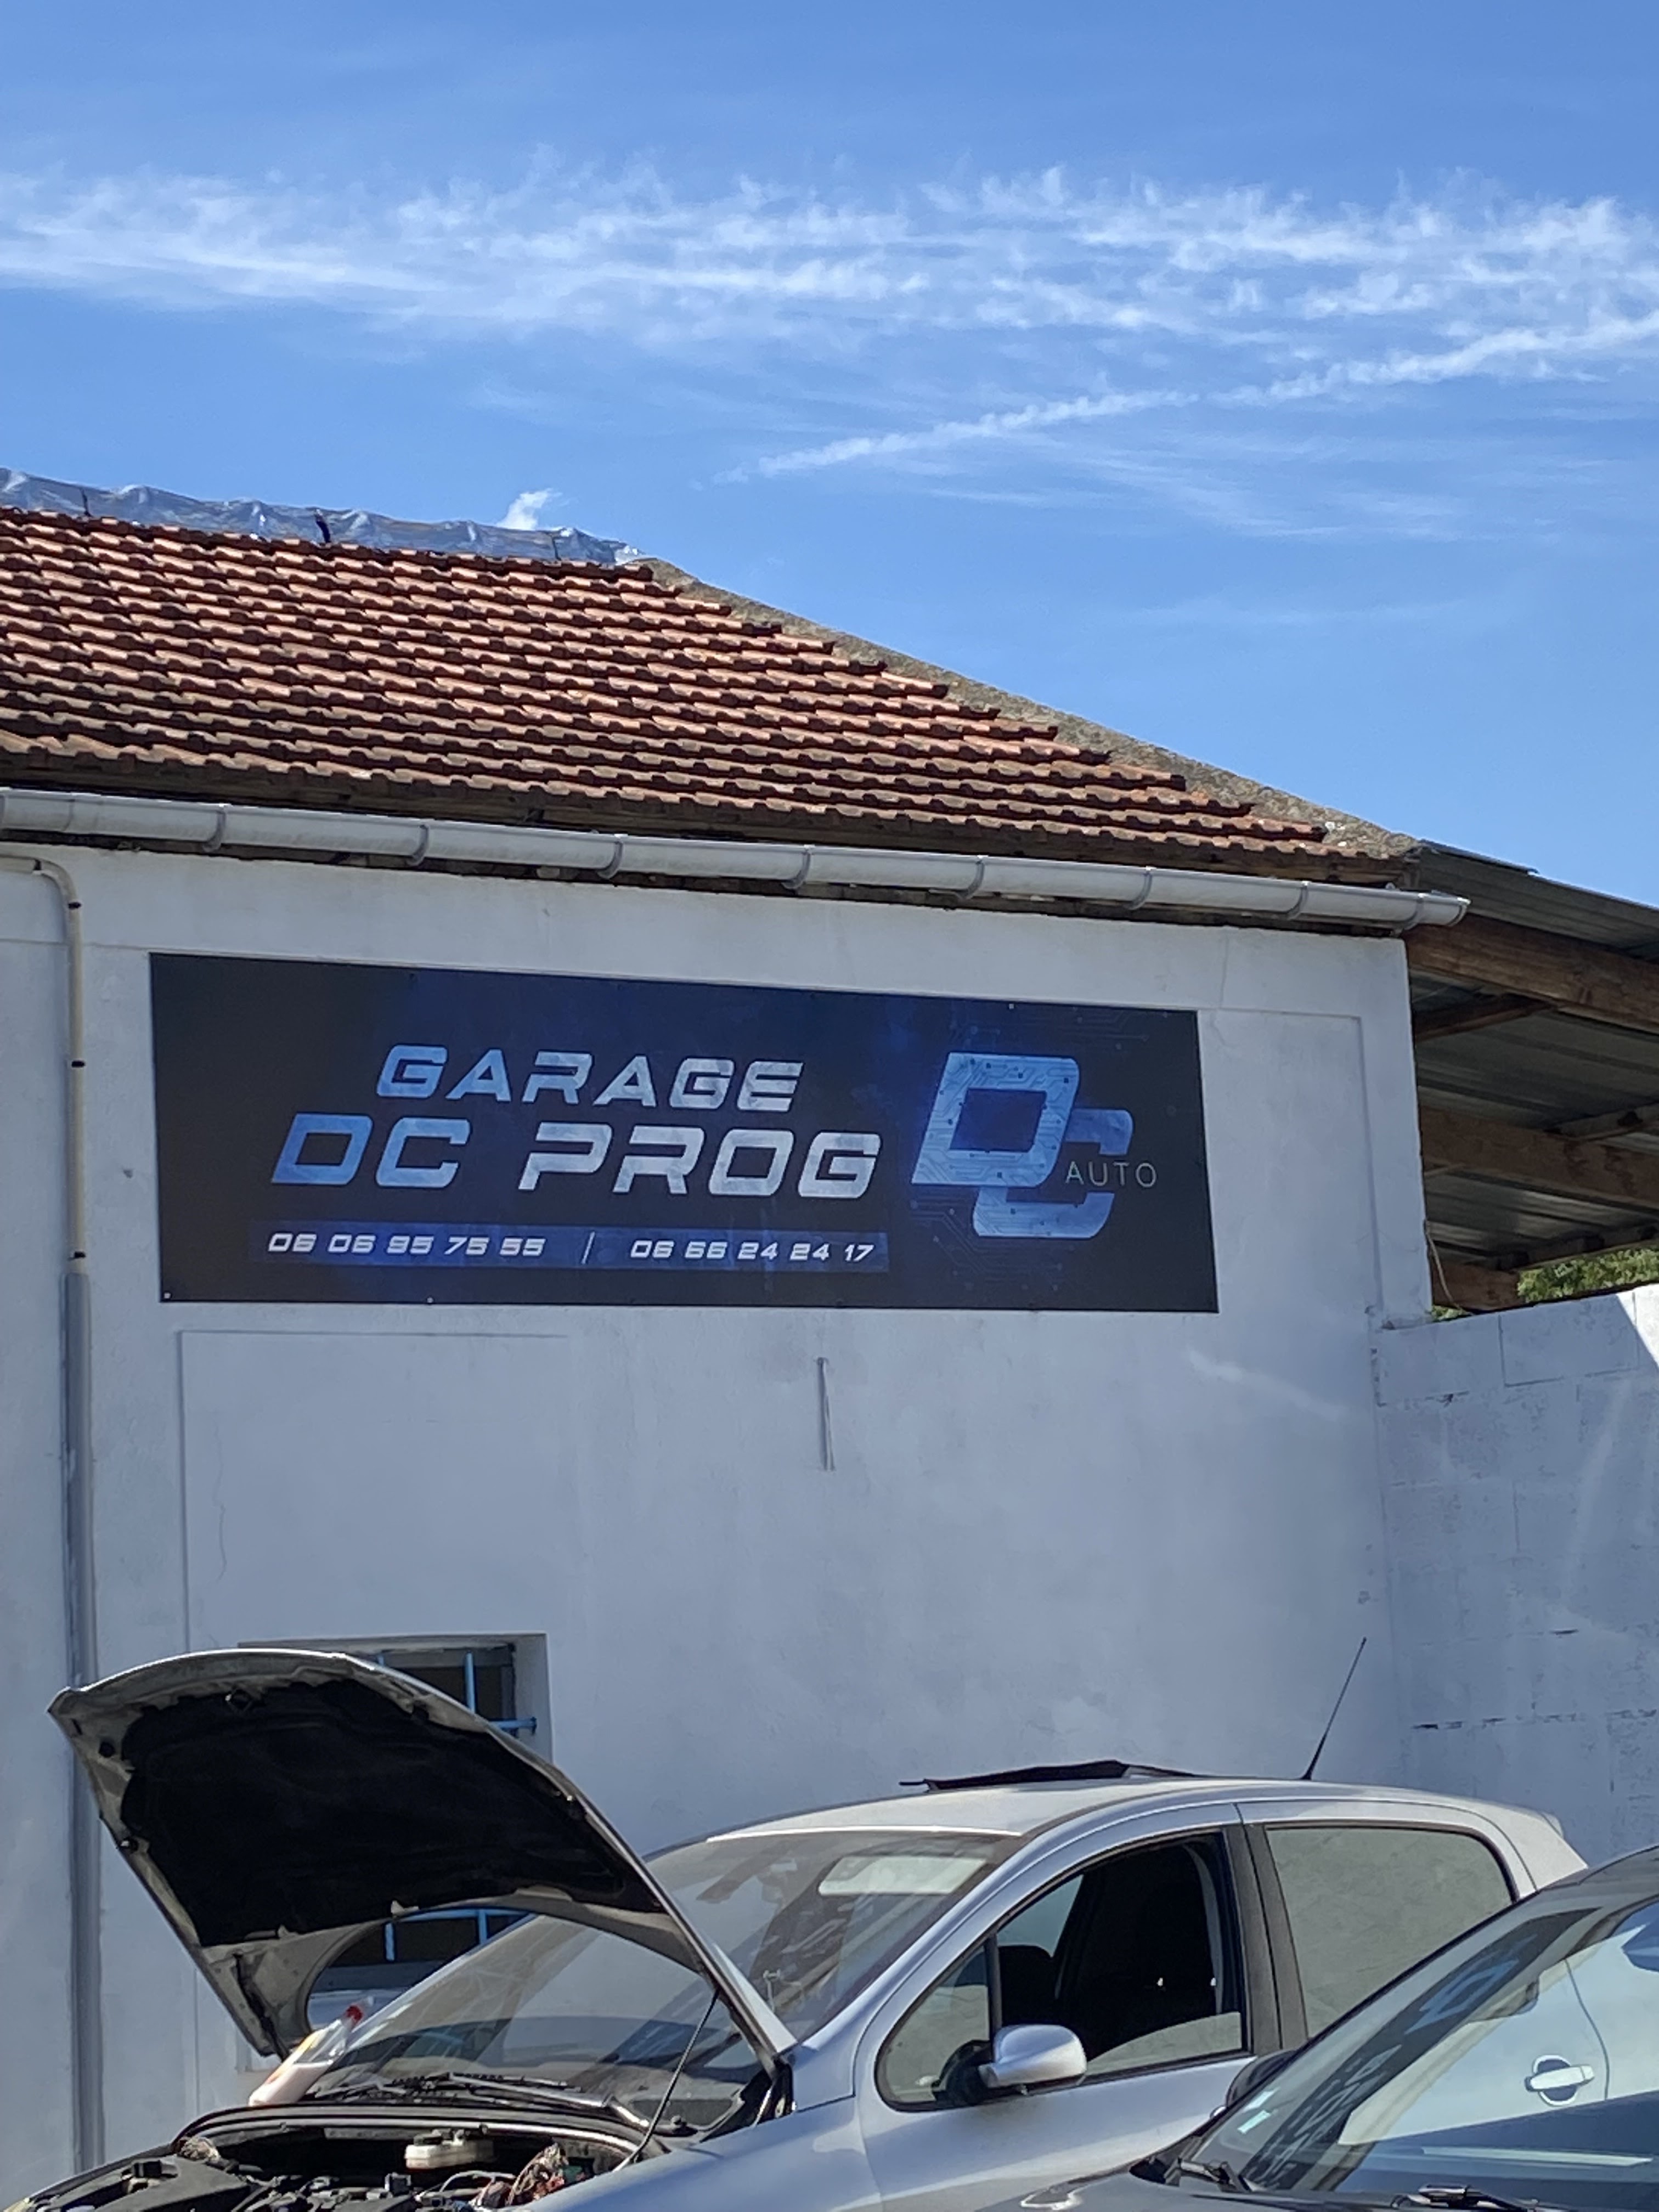 GARAGE
DC PROG
06 06 95 75 55 / 06 66 24 24 17
DC
AUTO